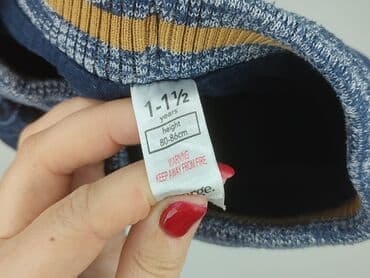 1-1½
years
height
80-86cm
WARNING
KEEP AWAY FROM FIRE